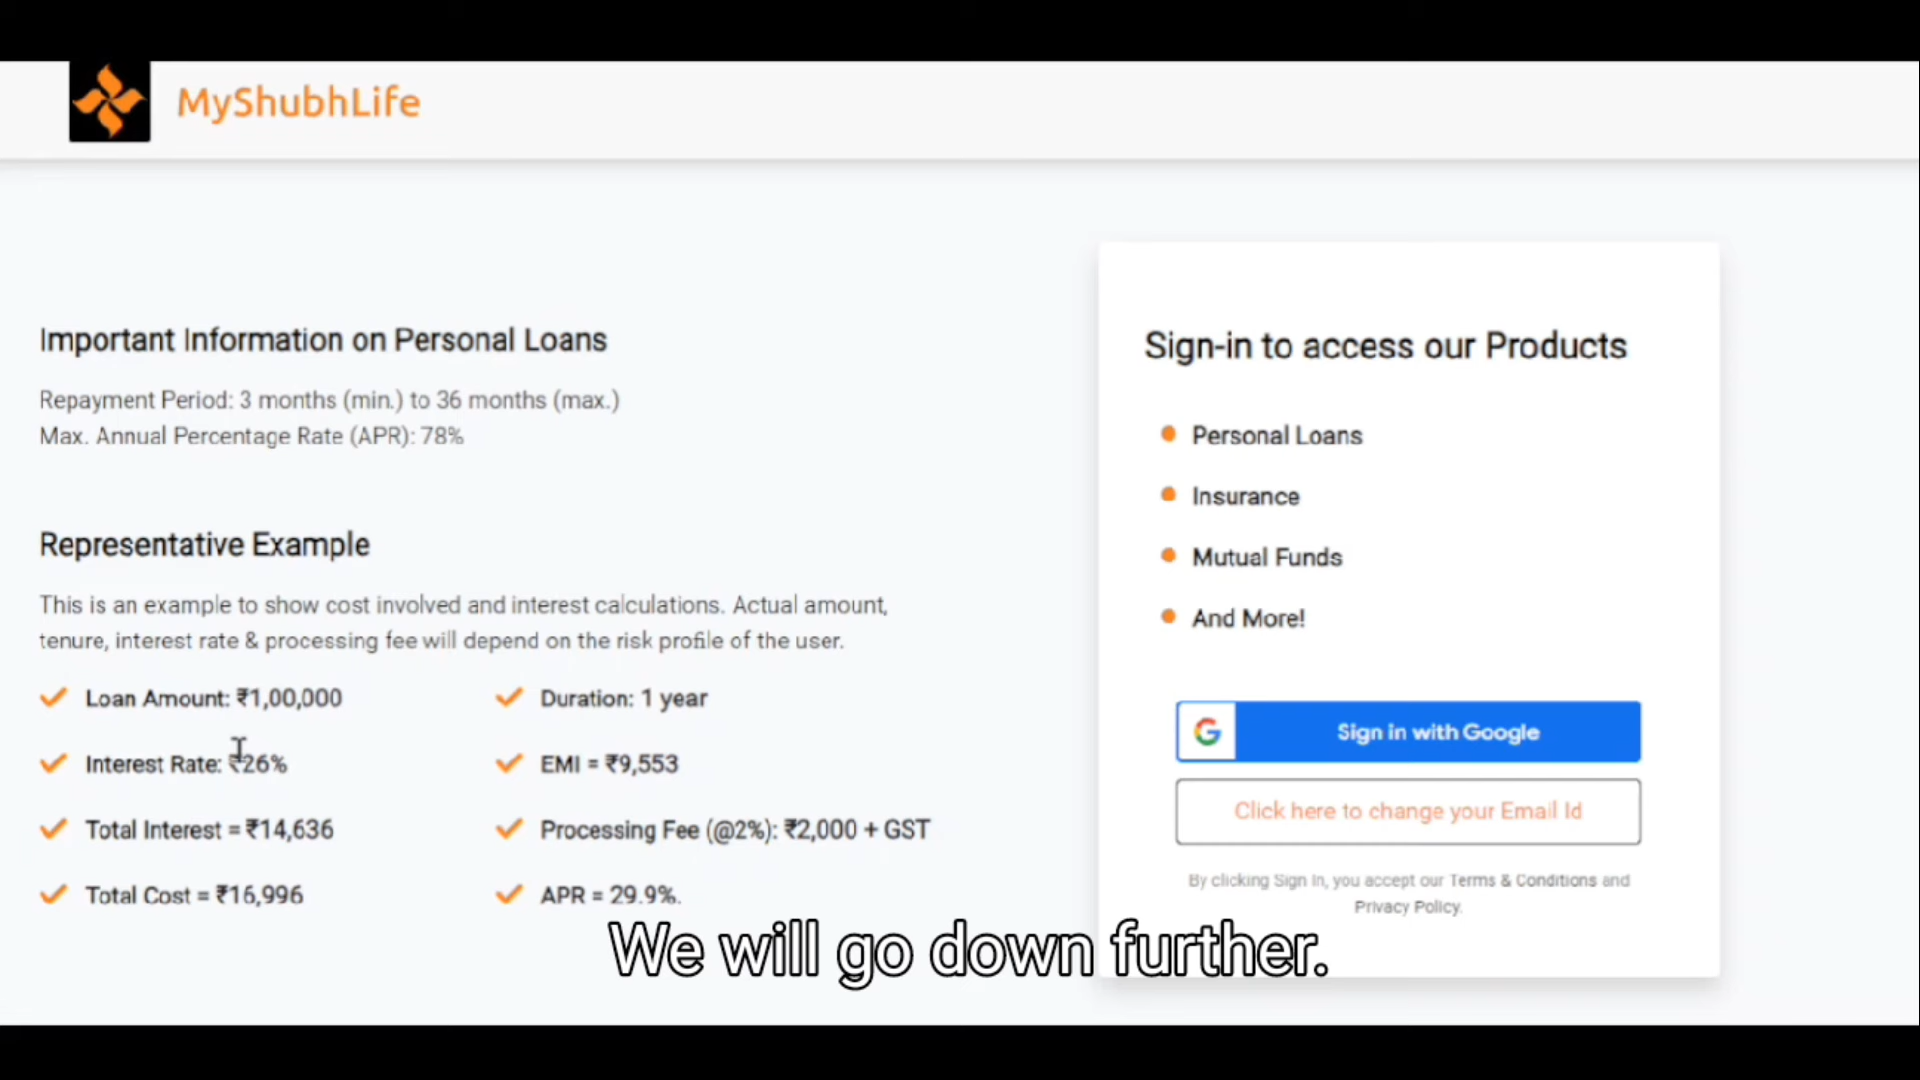 MyShubhLife
Important Information on Personal Loans
Repayment Period: 3 months (min.) to 36 months (max.)
Max. Annual Percentage Rate (APR): 78%
Representative Example
This is an example to show cost involved and interest calculations. Actual amount,
tenure, interest rate & processing fee will depend on the risk profile of the user.
Loan Amount: ₹1,00,000
Duration: 1 year
Interest Rate: ₹26%
EMI = ₹9,553
Total Interest = ₹14,636
Processing Fee (@2%): ₹2,000 + GST
Total Cost = ₹16,996
APR = 29.9%.
Sign-in to access our Products
Personal Loans
Insurance
Mutual Funds
And More!
G
Sign in with Google
Click here to change your Email Id
By clicking Sign In, you accept our Terms & Conditions and
Privacy Policy.
We will go down further.